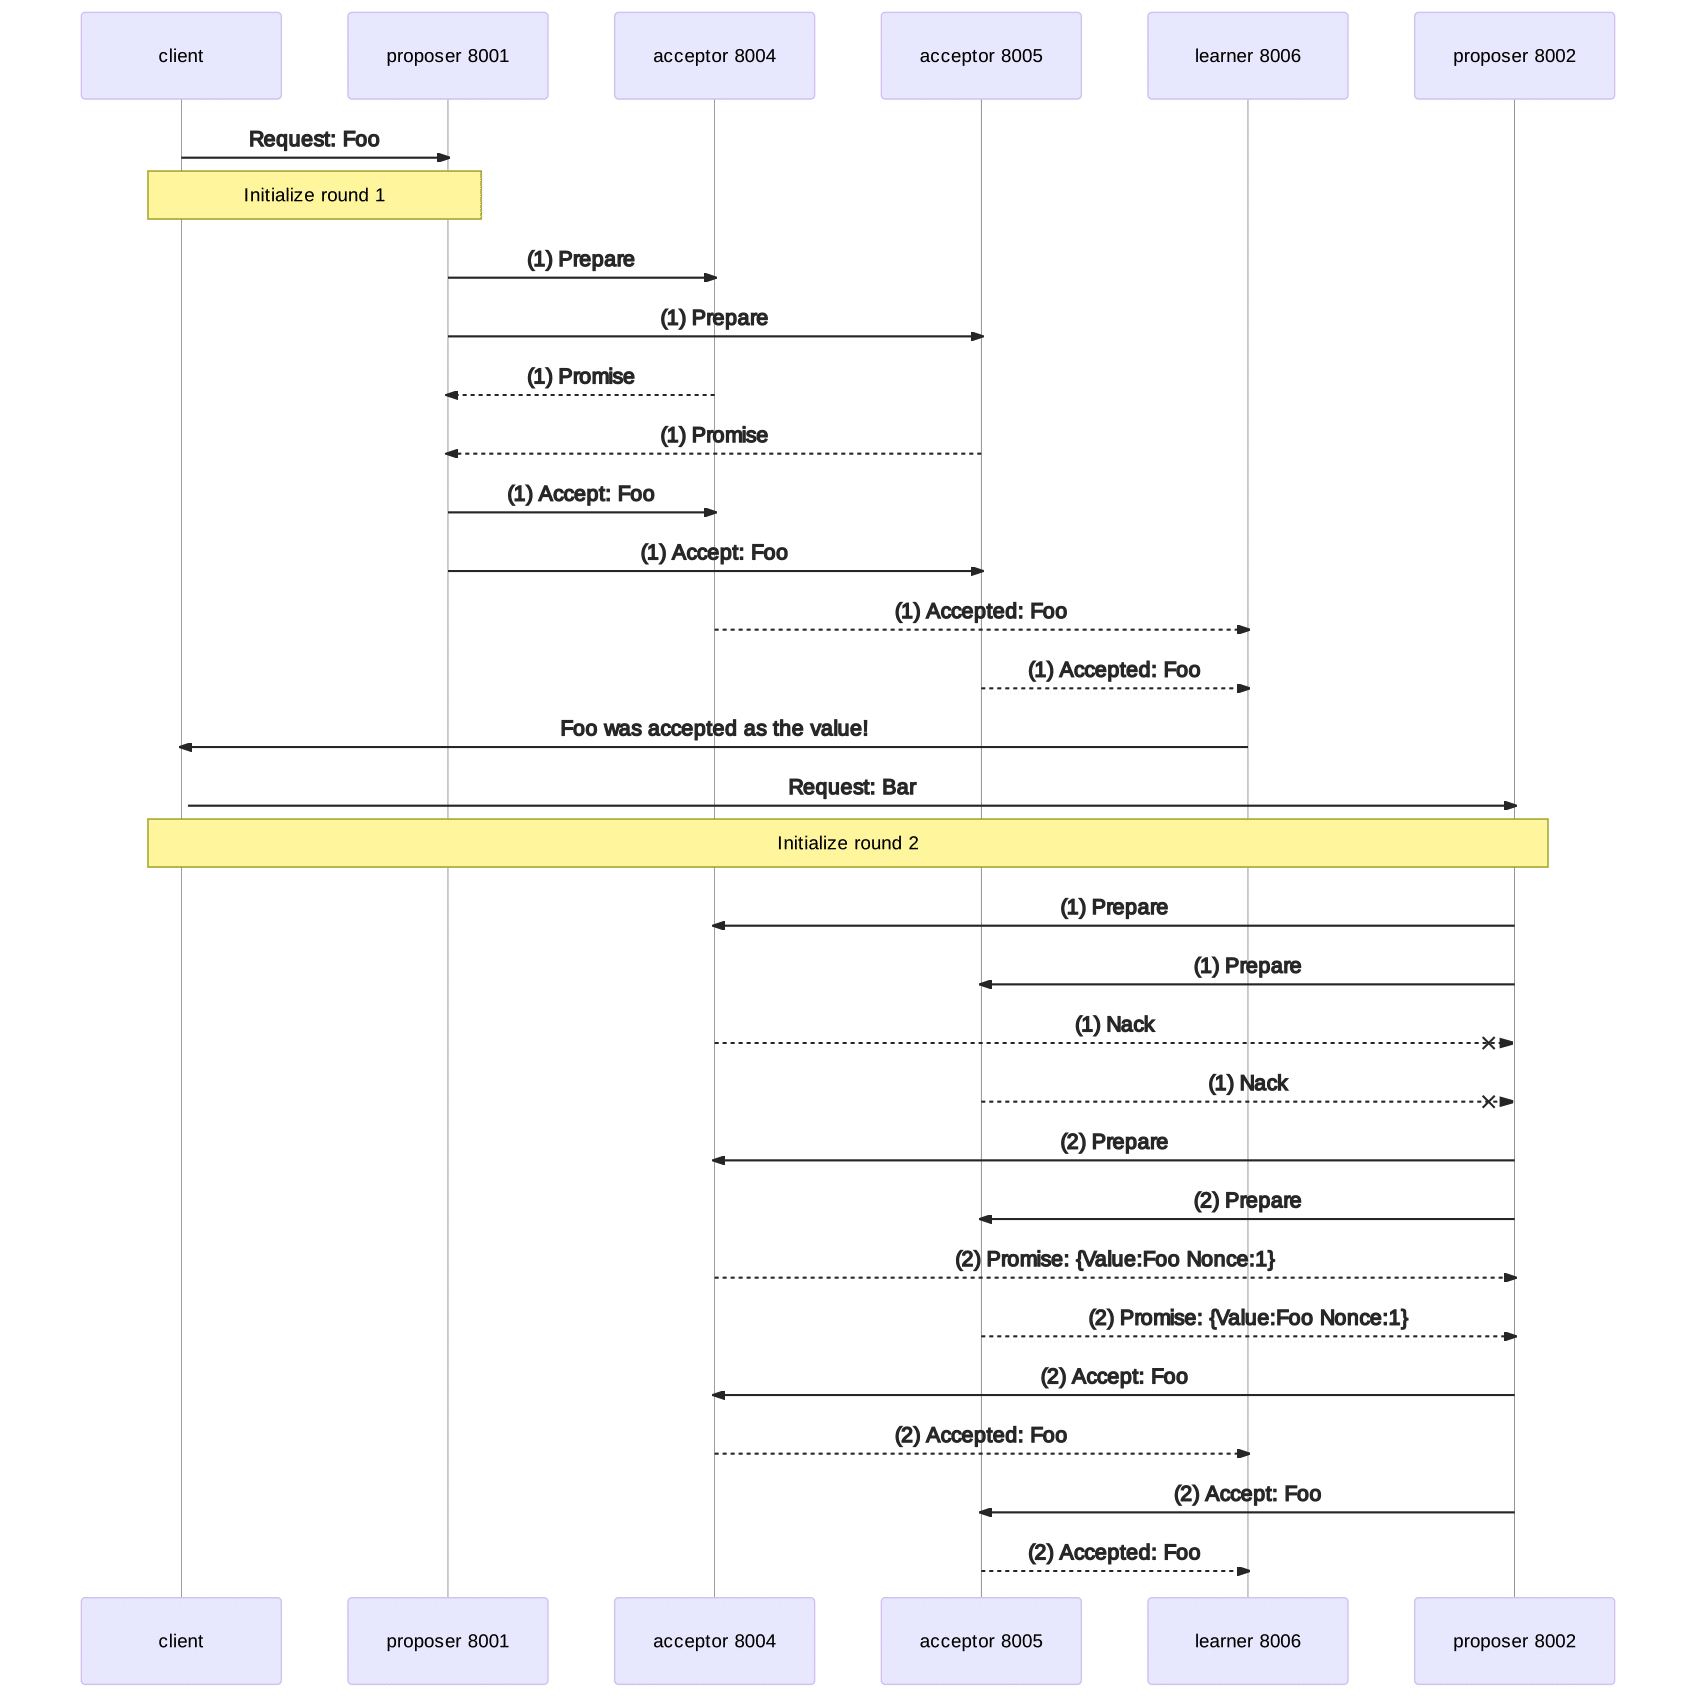 client
proposer 8001
acceptor 8004
acceptor 8005
learner 8006
proposer 8002
Request: Foo
Initialize round 1
(1) Prepare
(1) Prepare
(1) Promise
(1) Promise
(1) Accept: Foo
(1) Accept: Foo
(1) Accepted: Foo
(1) Accepted: Foo
Foo was accepted as the value!
Request: Bar
Initialize round 2
(1) Prepare
(1) Prepare
(1) Nack
(1) Nack
(2) Prepare
(2) Prepare
(2) Promise: {Value:Foo Nonce:1}
(2) Promise: {Value:Foo Nonce:1}
(2) Accept: Foo
(2) Accepted: Foo
(2) Accept: Foo
(2) Accepted: Foo
client
proposer 8001
acceptor 8004
acceptor 8005
learner 8006
proposer 8002